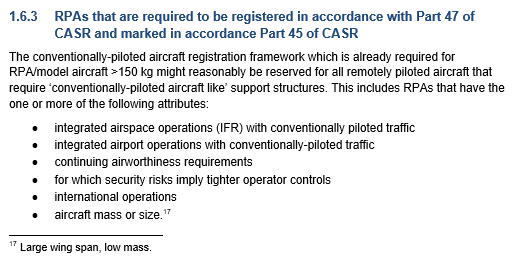 1.6.3 RPAs that are required to be registered in accordance with Part 47 of
CASR and marked in accordance Part 45 of CASR
The conventionally-piloted aircraft registration framework which is already required for
RPA/model aircraft >150 kg might reasonably be reserved for all remotely piloted aircraft that
require 'conventionally-piloted aircraft like' support structures. This includes RPAs that have the
one or more of the following attributes:
• integrated airspace operations (IFR) with conventionally piloted traffic
• integrated airport operations with conventionally-piloted traffic
• continuing airworthiness requirements
• for which security risks imply tighter operator controls
• international operations
• aircraft mass or size.17
17 Large wing span, low mass.